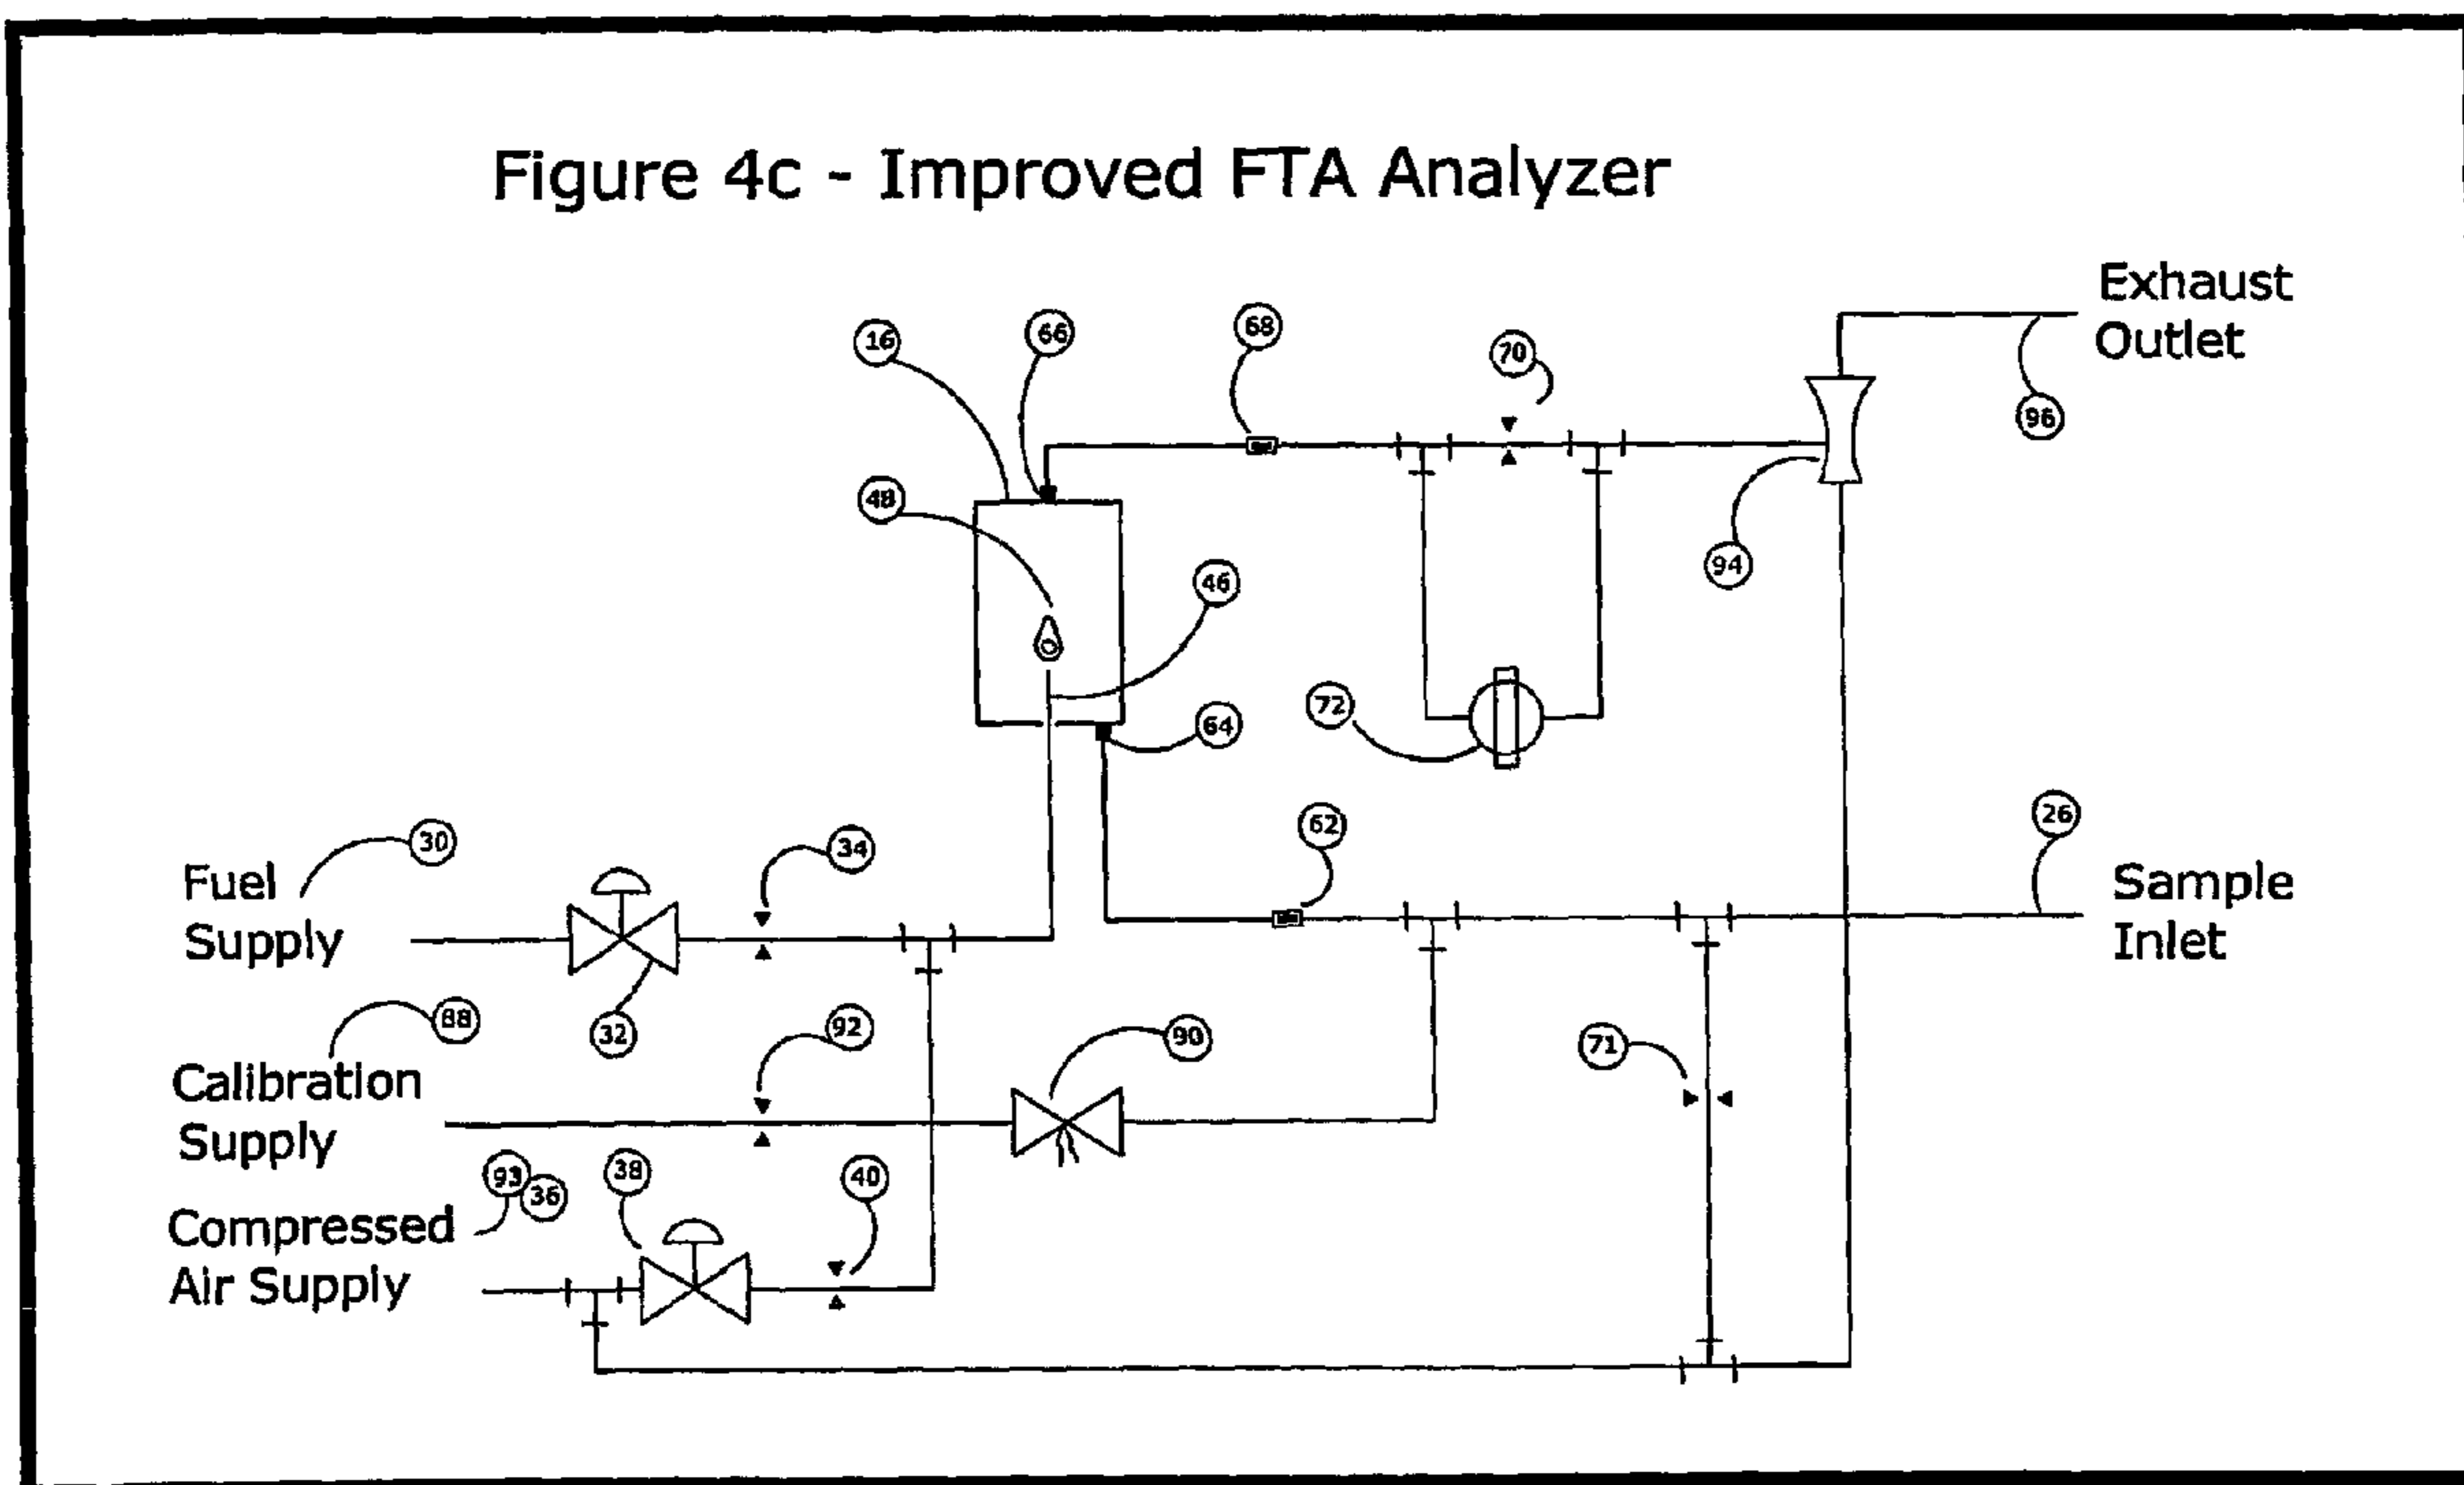 Figure 4c - Improved FTA Analyzer
Exhaust
Outlet
16
66
68
70
96
48
46
94
72
64
62
26
30
34
Fuel
Supply
Sample
Inlet
32
88
92
90
71
Calibration
Supply
93
36
38
40
Compressed
Air Supply